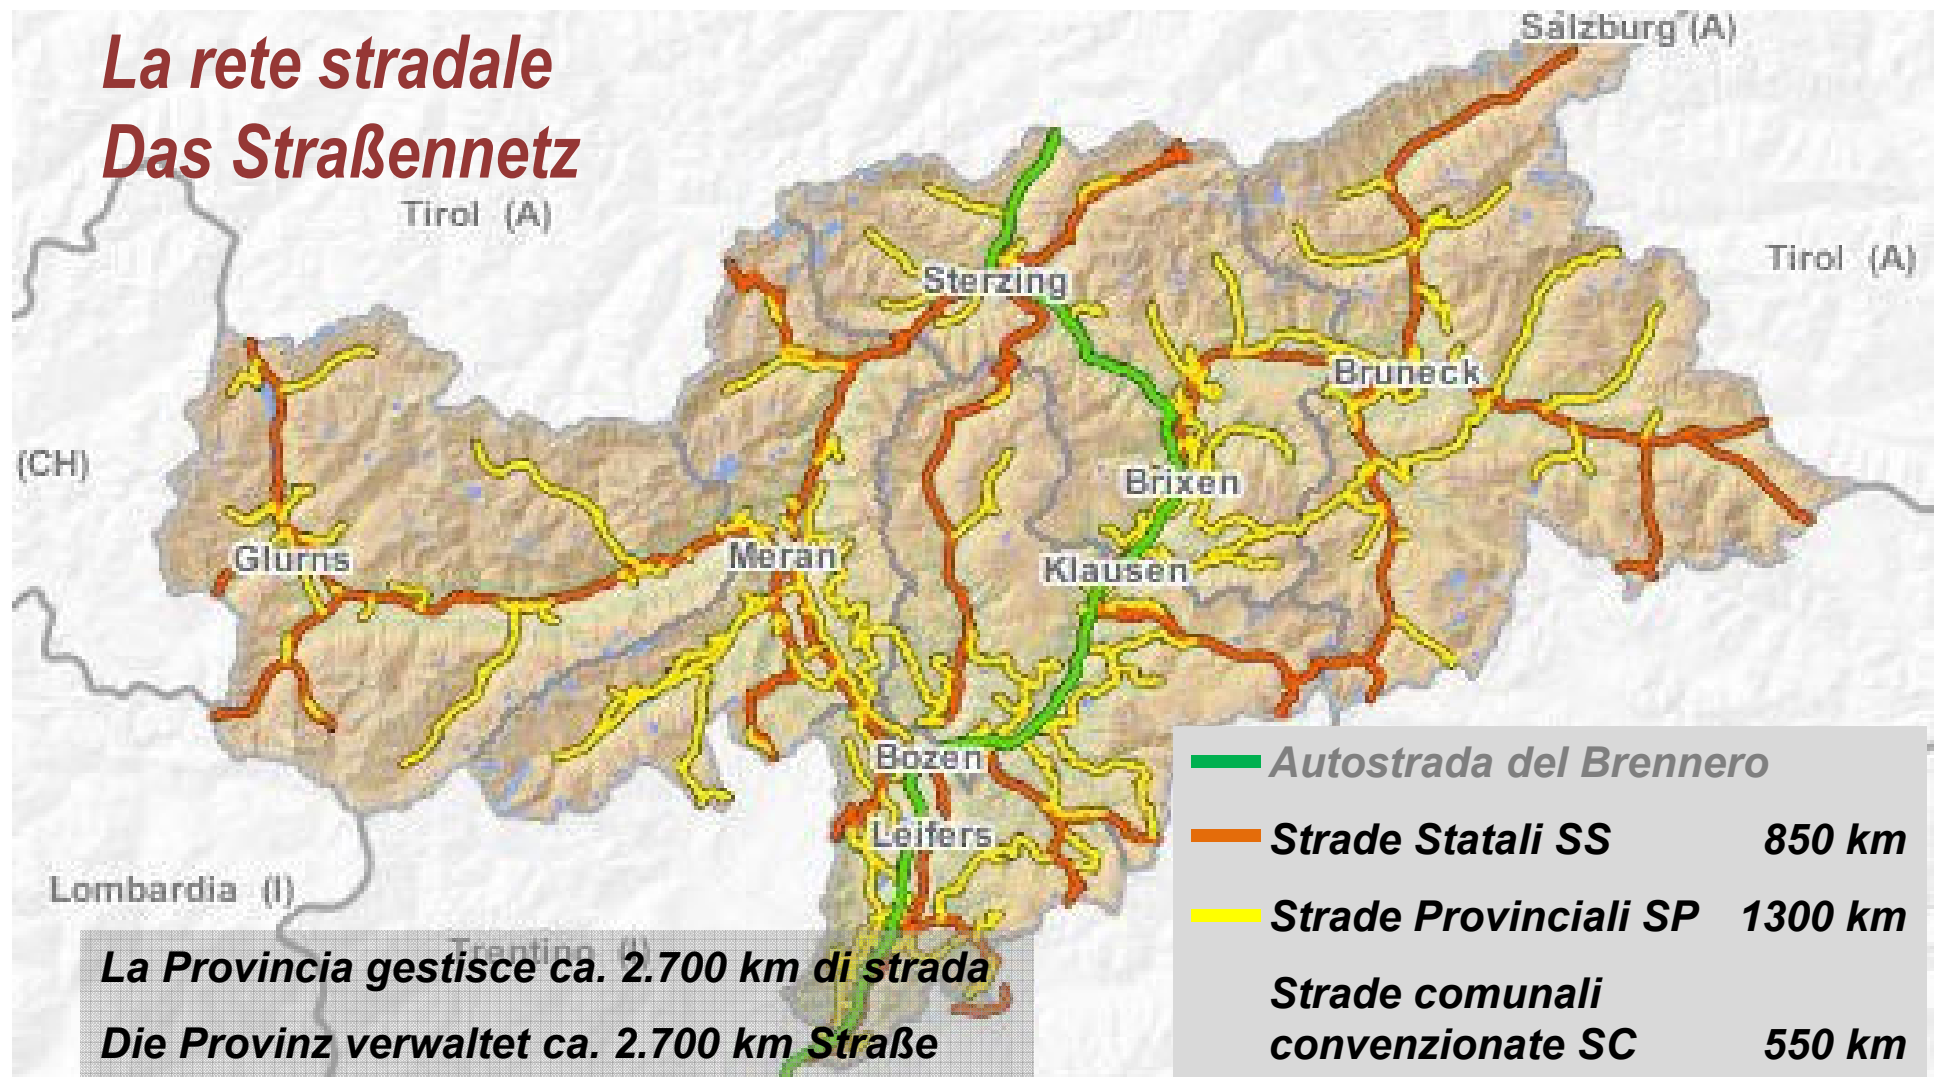 La rete stradale
Das Straßennetz
Salzburg (A)
Tirol (A)
Tirol (A)
Sterzing
Bruneck
(CH)
Brixen
Glurns
Meran
Klausen
Bozen
Leifers
Lombardia (I)
Trentino (I)
La Provincia gestisce ca. 2.700 km di strada
Die Provinz verwaltet ca. 2.700 km Straße
Autostrada del Brennero
Strade Statali SS 850 km
Strade Provinciali SP 1300 km
Strade comunali
convenzionate SC 550 km